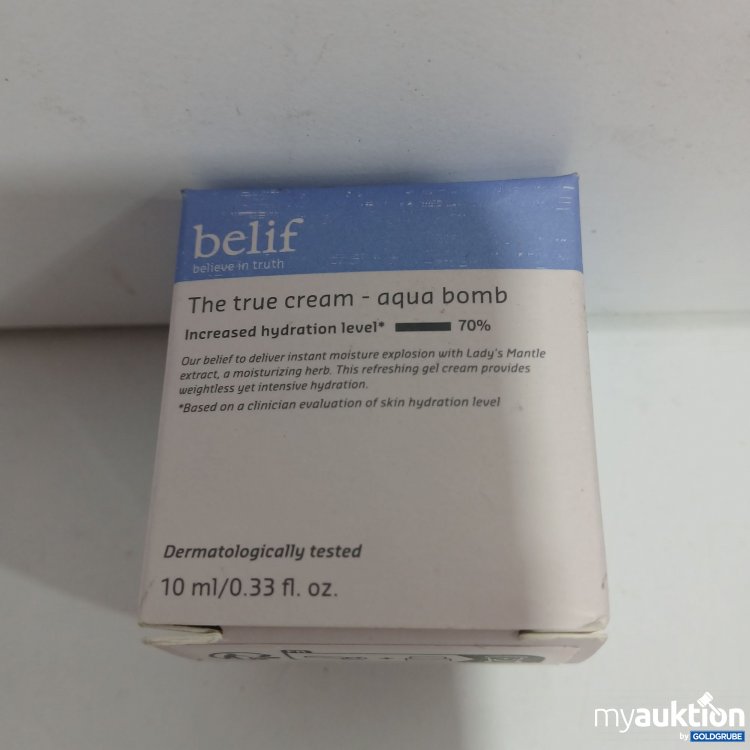 belif
believe in truth
The true cream - aqua bomb
Increased hydration level* 70%
Our belief to deliver instant moisture explosion with Lady's Mantle
extract, a moisturizing herb. This refreshing gel cream provides
weightless yet intensive hydration.
*Based on a clinician evaluation of skin hydration level
Dermatologically tested
10 ml/0.33 fl. oz.
myauktion
by GOLDGRUBE